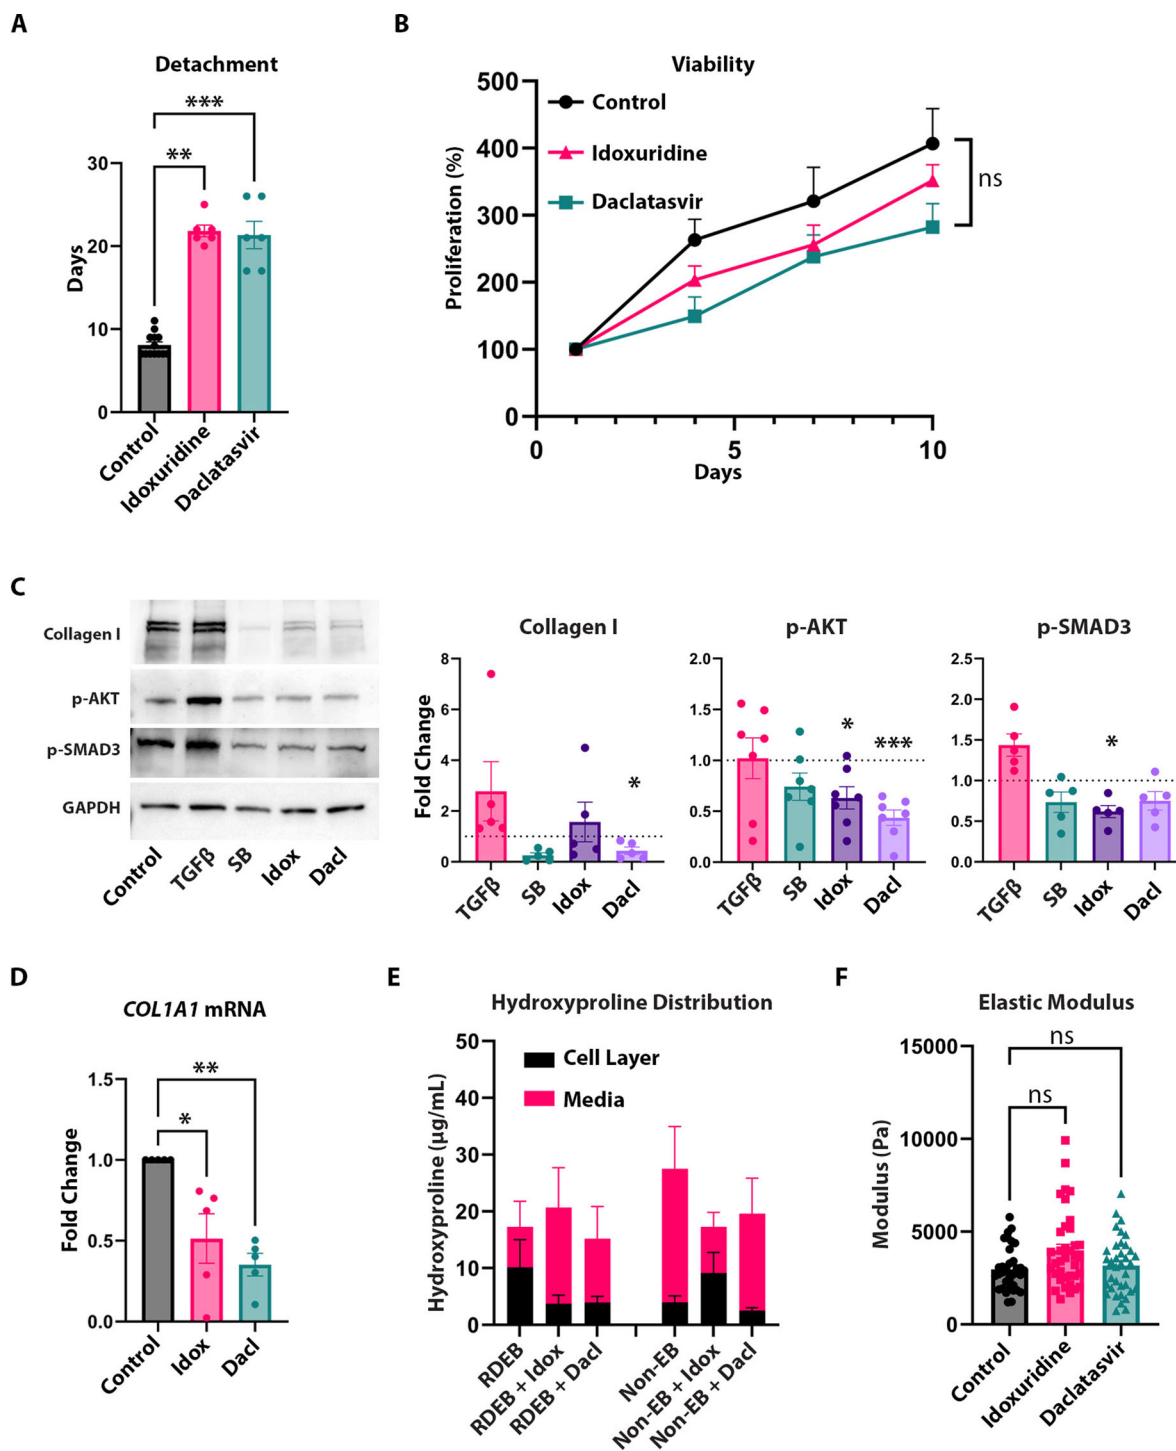 A
Detachment
***
**
30
20
10
0
Days
Control
Idoxuridine
Daclatasvir
B
Viability
500
400
300
200
100
0
Proliferation (%)
Control
Idoxuridine
Daclatasvir
ns
0
5
10
Days
C
Collagen I
p-AKT
p-SMAD3
GAPDH
Control
TGFβ
SB
Idox
Dacl
Collagen I
8
6
4
2
0
Fold Change
*
TGFβ
SB
Idox
Dacl
p-AKT
2.0
1.5
1.0
0.5
0.0
*
***
TGFβ
SB
Idox
Dacl
p-SMAD3
2.5
2.0
1.5
1.0
0.5
0.0
*
TGFβ
SB
Idox
Dacl
D
COL1A1 mRNA
**
*
1.5
1.0
0.5
0.0
Fold Change
Control
Idox
Dacl
E
Hydroxyproline Distribution
50
40
30
20
10
0
Hydroxyproline (µg/mL)
Cell Layer
Media
RDEB
RDEB + Idox
RDEB + Dacl
Non-EB
Non-EB + Idox
Non-EB + Dacl
F
Elastic Modulus
ns
ns
15000
10000
5000
0
Modulus (Pa)
Control
Idoxuridine
Daclatasvir